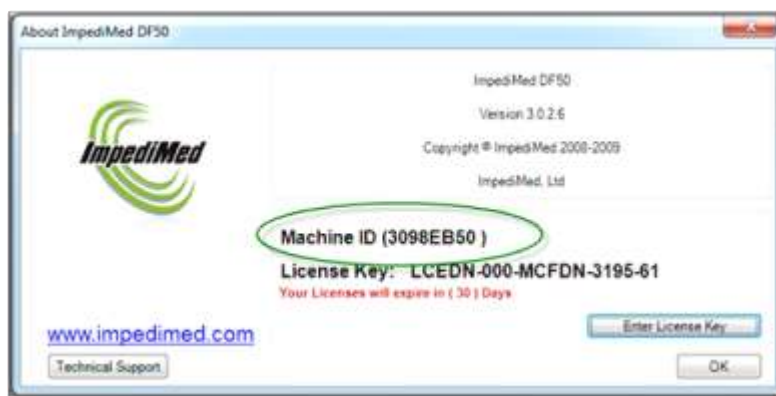 About ImpediMed DF50
ImpediMed
ImpediMed DF50
Version 3.0.2.6
Copyright © ImpediMed 2008-2009
ImpediMed, Ltd
Machine ID (3098EB50 )
License Key: LCEDN-000-MCFDN-3195-61
Your Licenses will expire in ( 30 ) Days
www.impedimed.com
Enter License Key
Technical Support
OK